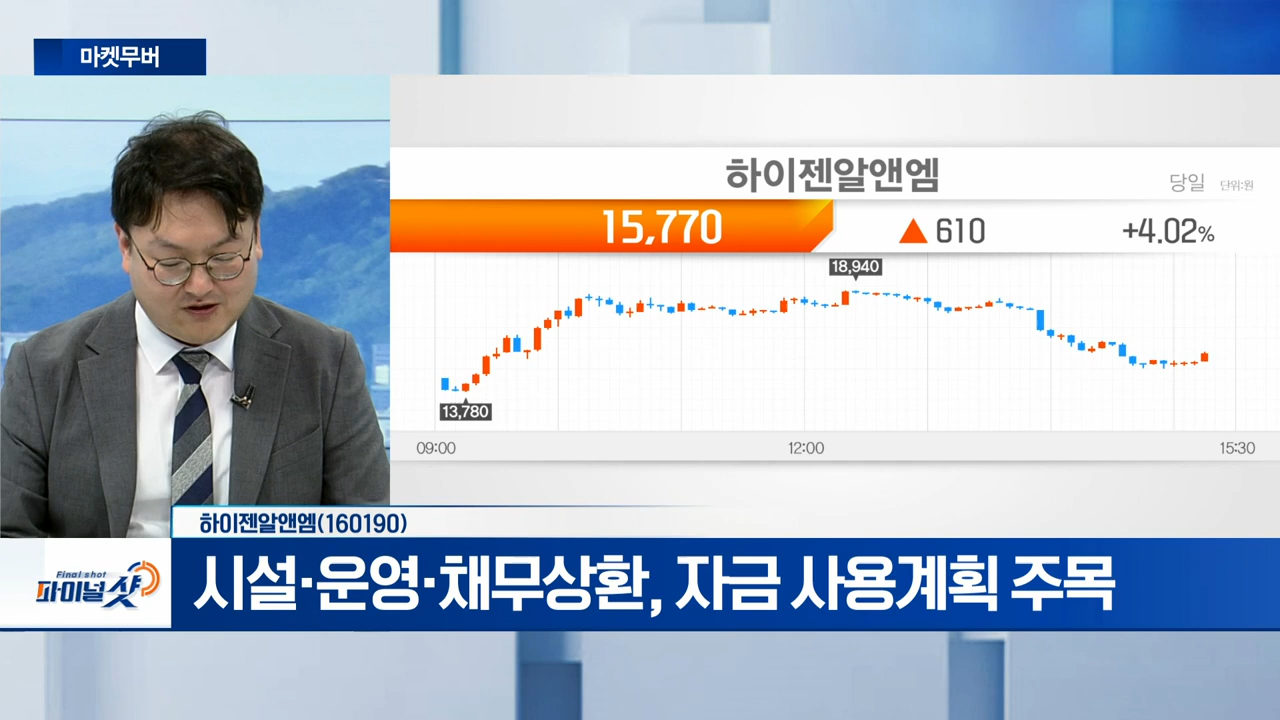 마켓무버
하이젠알앤엠
당일 단위:원
15,770 ▲ 610 +4.02%
18,940
13,780
09:00 12:00 15:30
하이젠알앤엠(160190)
Final shot
파이널샷
시설·운영·채무상환, 자금 사용계획 주목